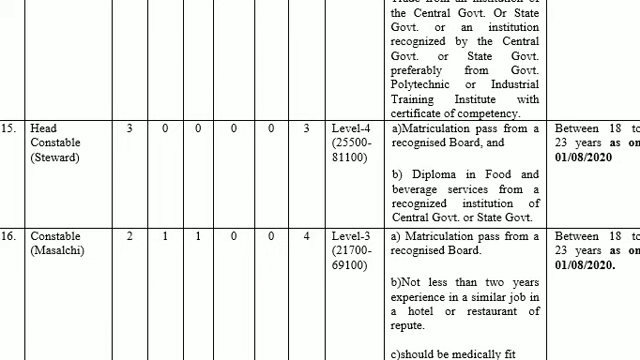 Trade from an institution of
the Central Govt. Or State
Govt. or an institution
recognized by the Central
Govt. or State Govt.
preferably from Govt.
Polytechnic or Industrial
Training Institute with
certificate of competency.
15. Head Constable (Steward) 3 0 0 0 0 3 Level-4 (25500-81100)
a)Matriculation pass from a
recognised Board, and
b) Diploma in Food and
beverage services from a
recognized institution of
Central Govt. or State Govt.
Between 18 to
23 years as on
01/08/2020
16. Constable (Masalchi) 2 1 1 0 0 4 Level-3 (21700-69100)
a) Matriculation pass from a
recognised Board.
b)Not less than two years
experience in a similar job in
a hotel or restaurant of
repute.
c)should be medically fit
Between 18 to
23 years as on
01/08/2020.